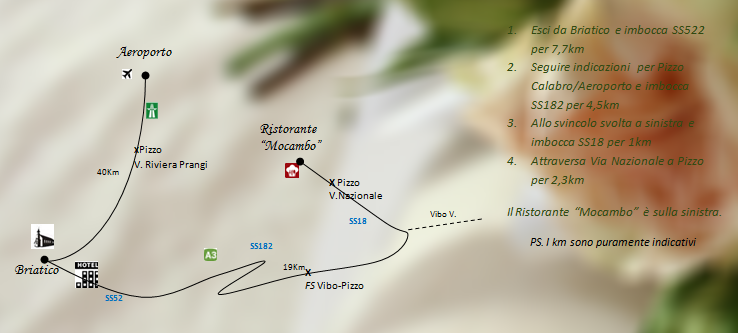 Aeroporto
xPizzo
V. Riviera Prangi
40Km
Briatico
HOTEL
SS52
A3
SS182
19Km
x
FS Vibo-Pizzo
Ristorante
“Mocambo”
X Pizzo
V.Nazionale
SS18
Vibo V.
1. Esci da Briatico e imbocca SS522
per 7,7km
2. Seguire indicazioni per Pizzo
Calabro/Aeroporto e imbocca
SS182 per 4,5km
3. Allo svincolo svolta a sinistra e
imbocca SS18 per 1km
4. Attraversa Via Nazionale a Pizzo
per 2,3km
Il Ristorante “Mocambo” è sulla sinistra.
PS. I km sono puramente indicativi